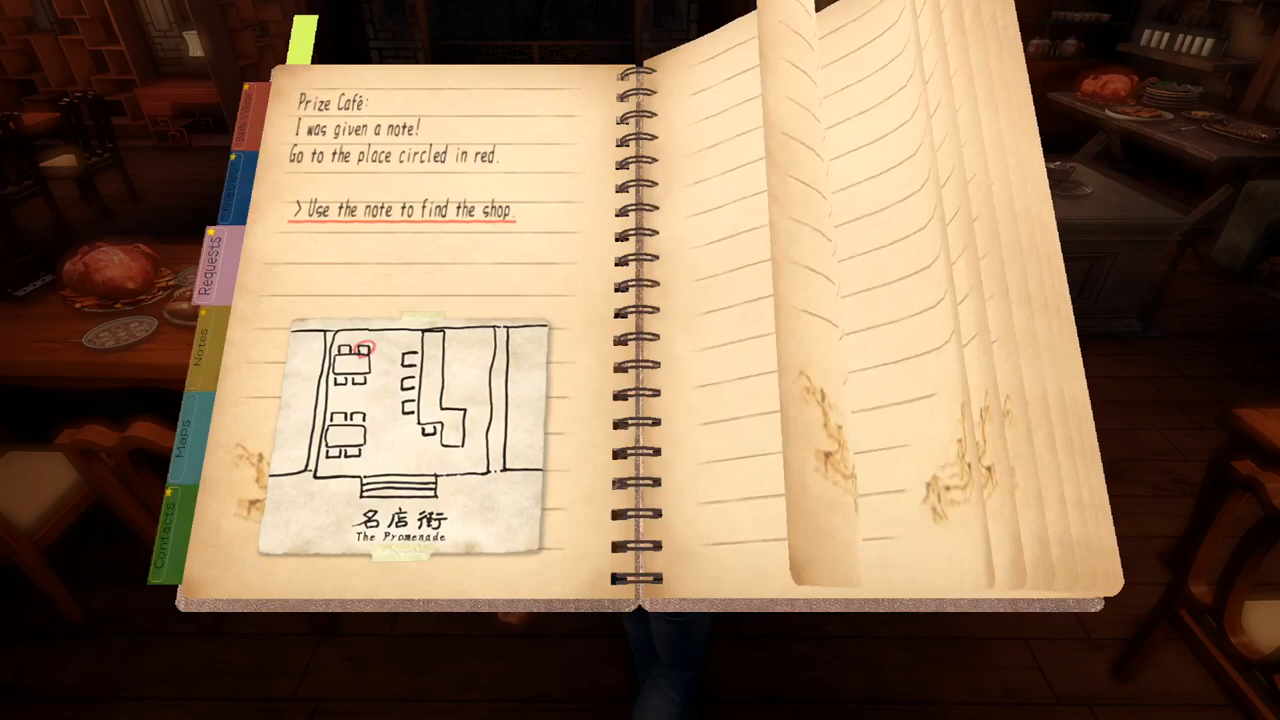 Prize Café:
I was given a note!
Go to the place circled in red.
> Use the note to find the shop.
Requests
Notes
Maps
Contacts
名店街
The Promenade